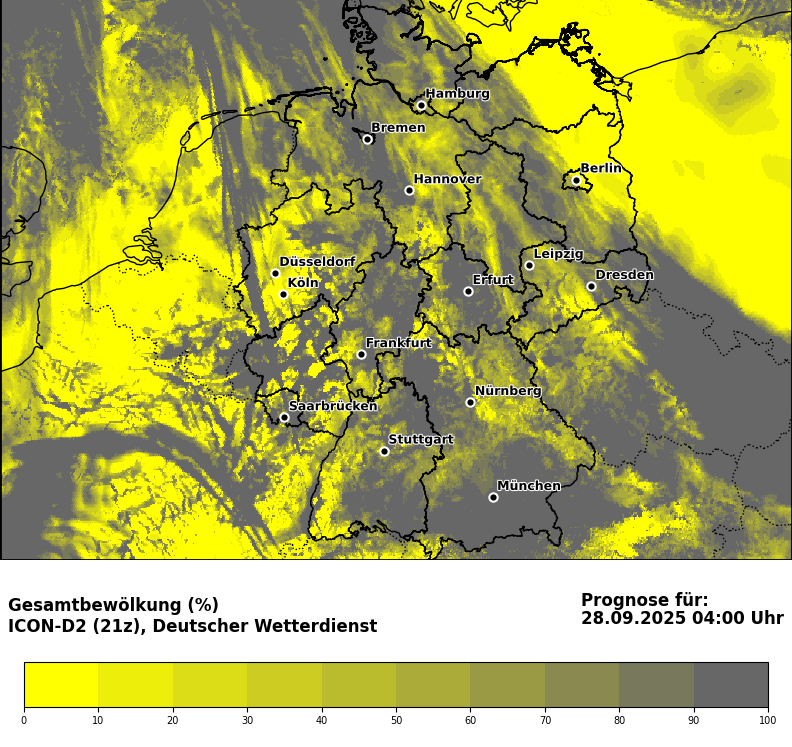 Hamburg
Bremen
Berlin
Hannover
Leipzig
Düsseldorf
Dresden
Köln
Erfurt
Frankfurt
Nürnberg
Saarbrücken
Stuttgart
München
Gesamtbewölkung (%)
ICON-D2 (21z), Deutscher Wetterdienst
Prognose für:
28.09.2025 04:00 Uhr
0 10 20 30 40 50 60 70 80 90 100